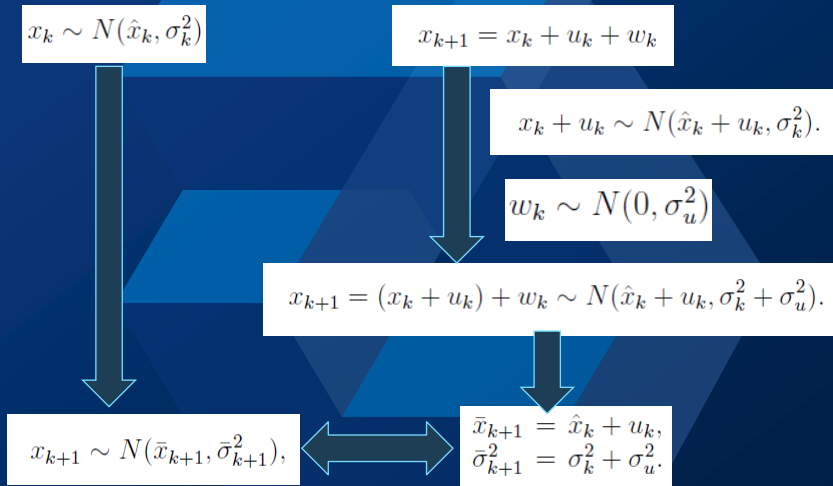 $x_k \sim N(\hat{x}_k, \sigma_k^2)$
$x_{k+1} = x_k + u_k + w_k$
$x_k + u_k \sim N(\hat{x}_k + u_k, \sigma_k^2).$
$w_k \sim N(0, \sigma_u^2)$
$x_{k+1} = (x_k + u_k) + w_k \sim N(\hat{x}_k + u_k, \sigma_k^2 + \sigma_u^2).$
$x_{k+1} \sim N(\bar{x}_{k+1}, \bar{\sigma}_{k+1}^2),$
$\bar{x}_{k+1} = \hat{x}_k + u_k,$
$\bar{\sigma}_{k+1}^2 = \sigma_k^2 + \sigma_u^2.$